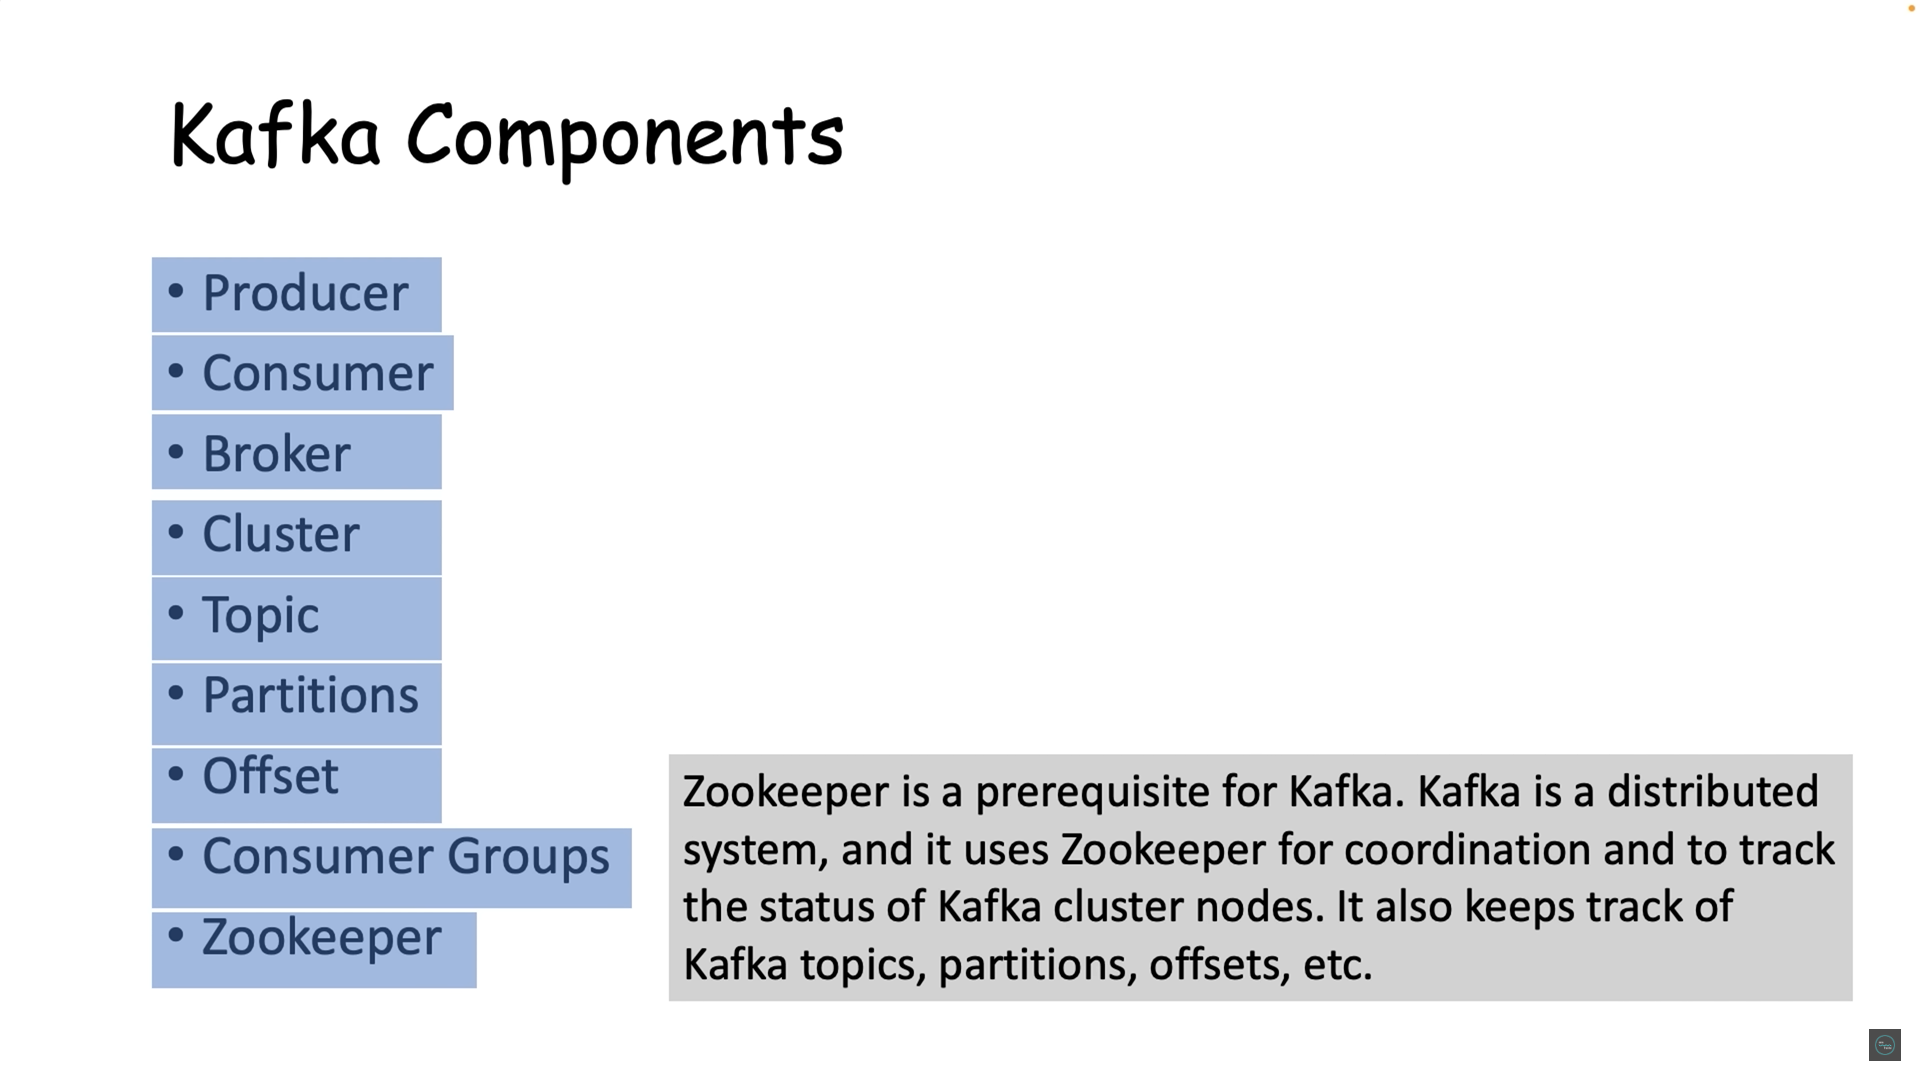 Kafka Components
• Producer
• Consumer
• Broker
• Cluster
• Topic
• Partitions
• Offset
• Consumer Groups
• Zookeeper
Zookeeper is a prerequisite for Kafka. Kafka is a distributed
system, and it uses Zookeeper for coordination and to track
the status of Kafka cluster nodes. It also keeps track of
Kafka topics, partitions, offsets, etc.